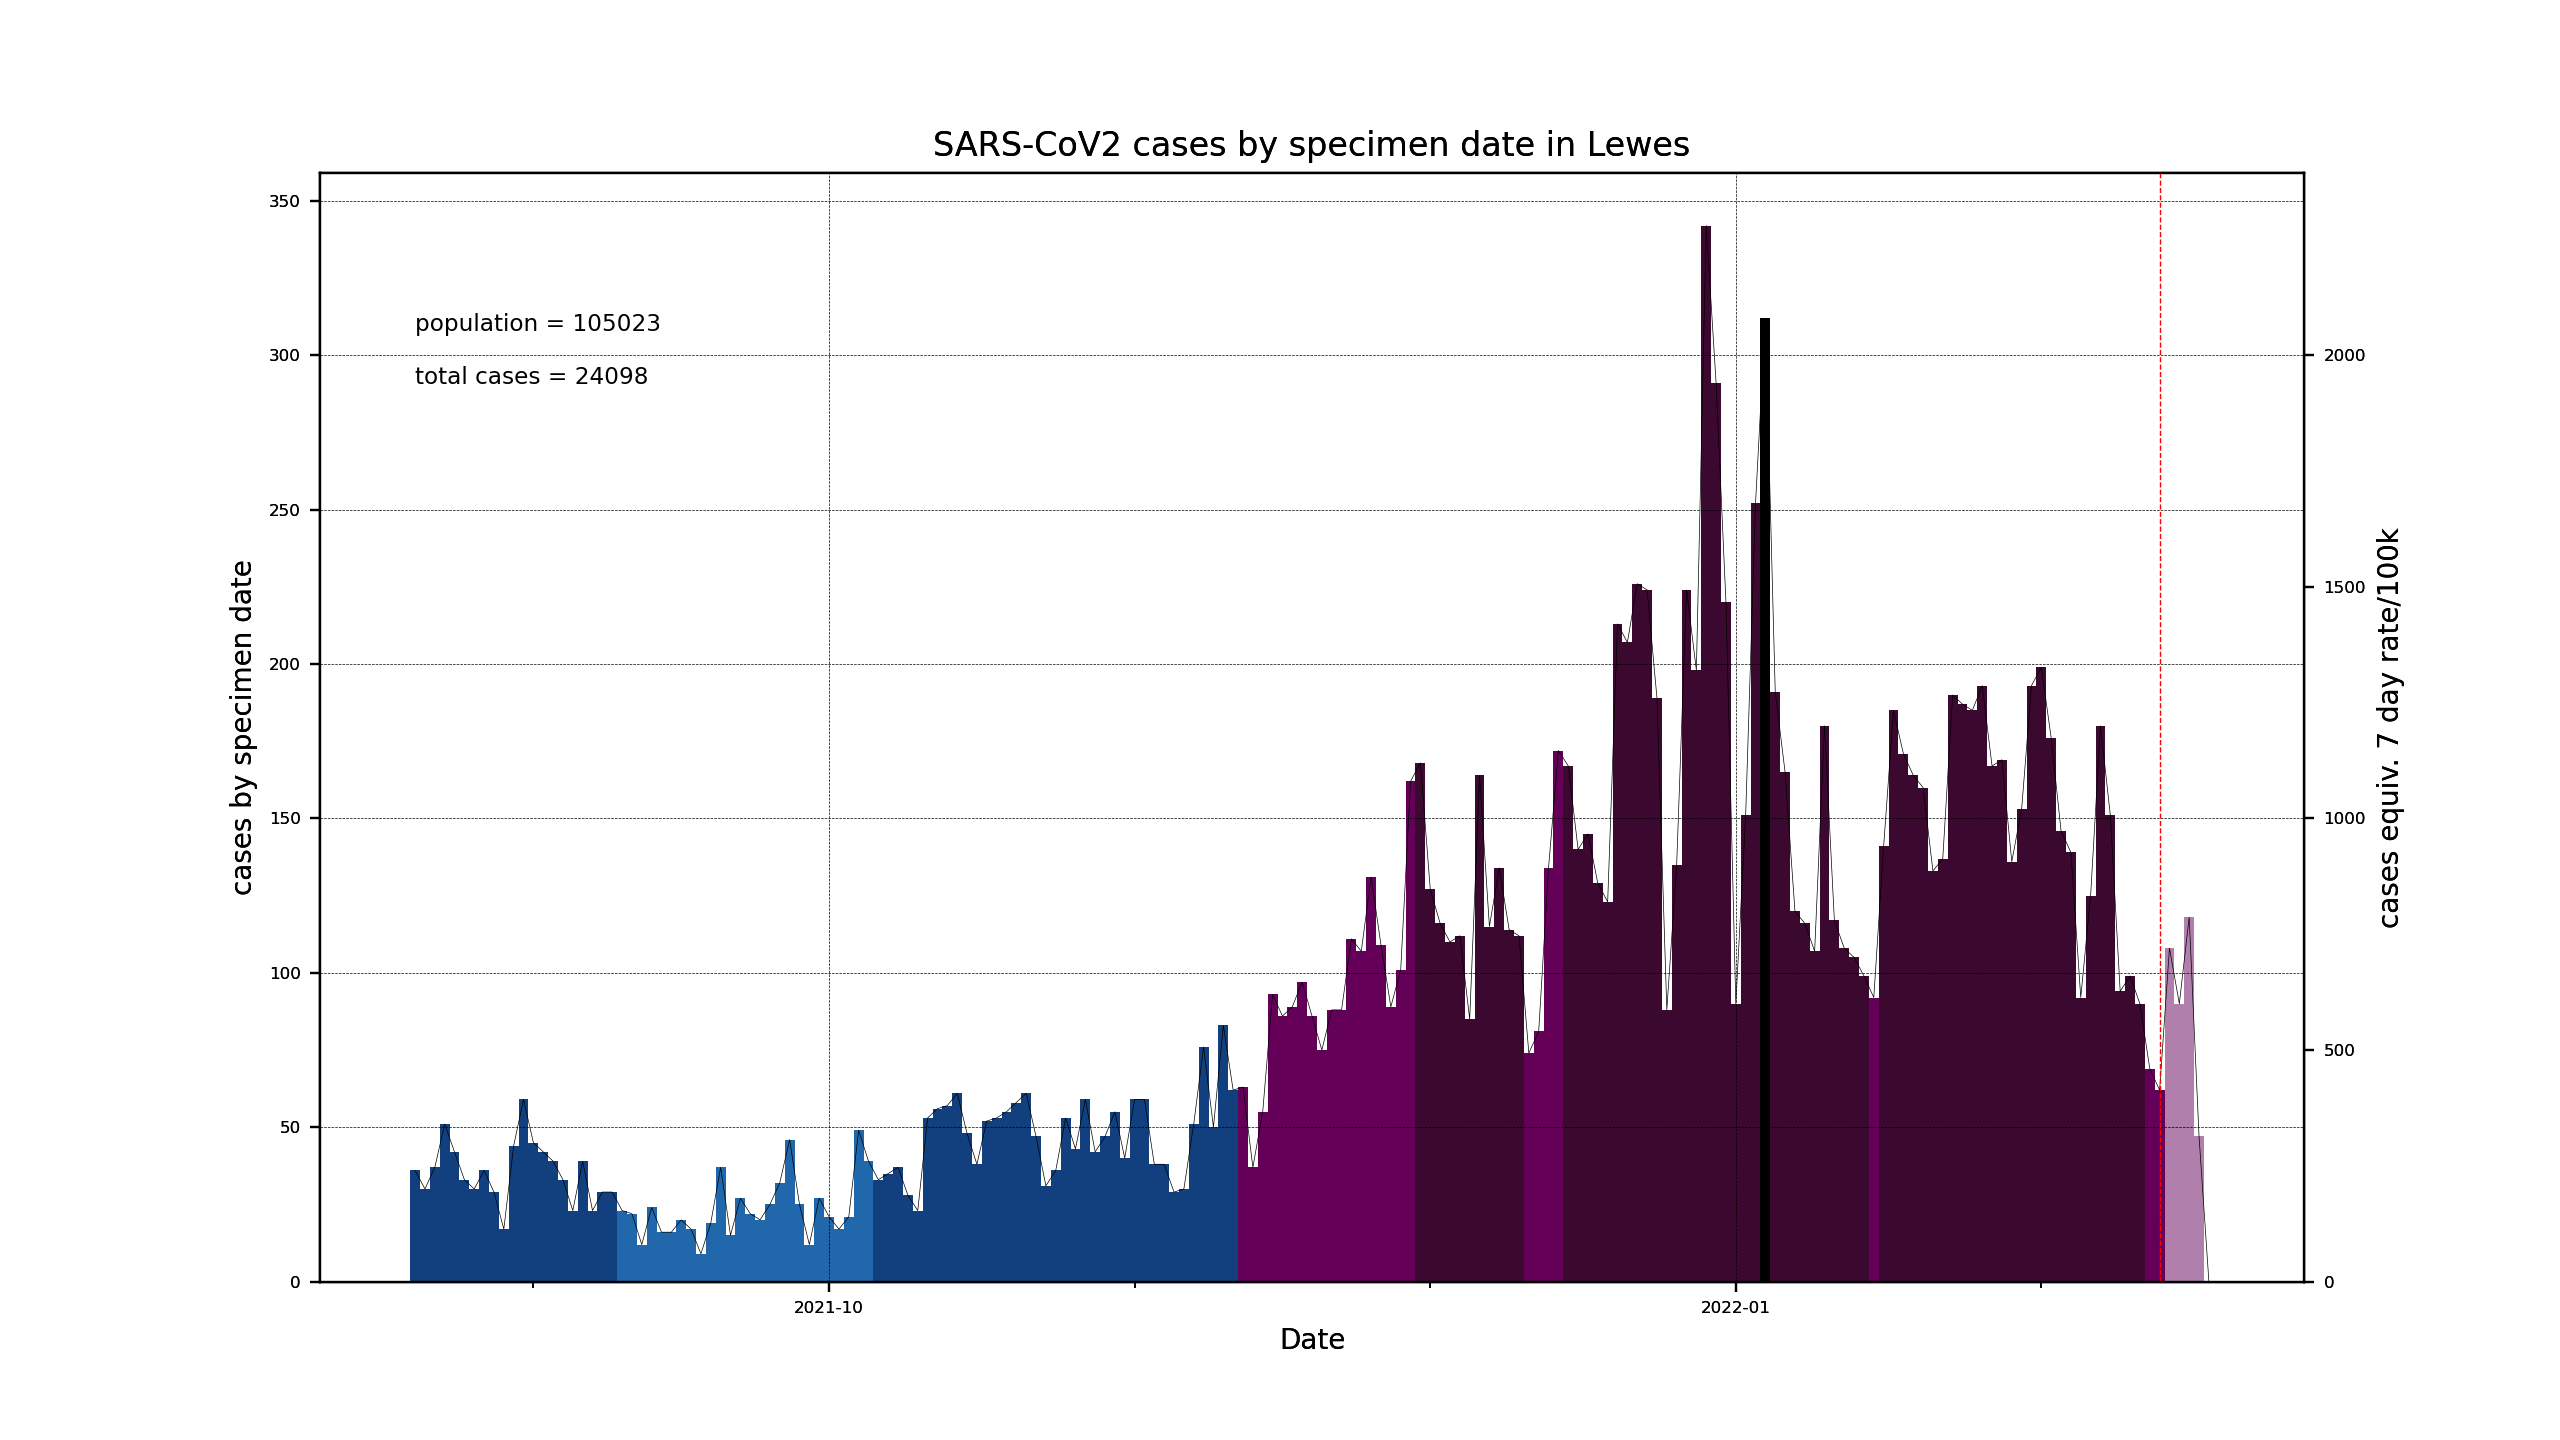 SARS-CoV2 cases by specimen date in Lewes
population = 105023
total cases = 24098
cases by specimen date
350
300
250
200
150
100
50
0
2000
1500
1000
500
0
cases equiv. 7 day rate/100k
2021-10
2022-01
Date